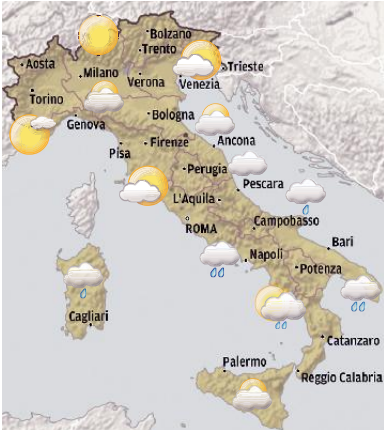 Bolzano
Trento
Aosta
Milano
Trieste
Verona
Venezia
Torino
Genova
Bologna
Pisa
Firenze
Ancona
Perugia
Pescara
L'Aquila
ROMA
Campobasso
Bari
Napoli
Potenza
Cagliari
Catanzaro
Palermo
Reggio Calabria